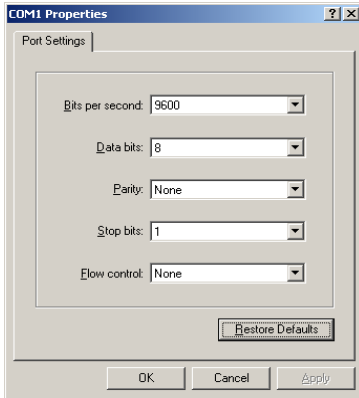 COM1 Properties
Port Settings
Bits per second: 9600
Data bits: 8
Parity: None
Stop bits: 1
Flow control: None
Restore Defaults
OK Cancel Apply